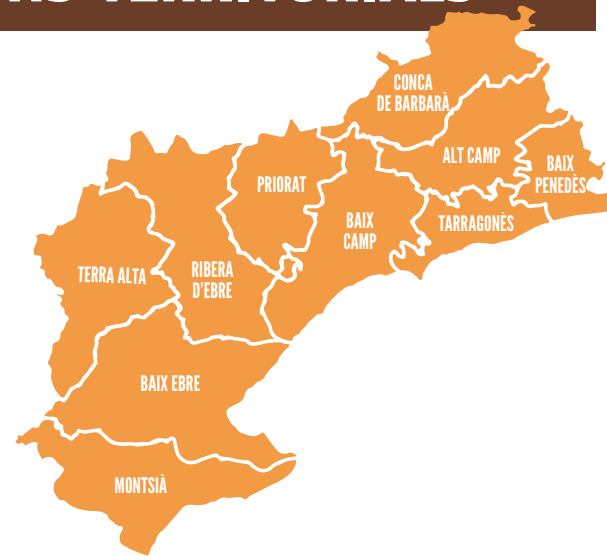 CONCA
DE BARBARÀ
ALT CAMP
BAIX
PENEDÈS
PRIORAT
BAIX
CAMP
TARRAGONÈS
TERRA ALTA
RIBERA
D'EBRE
BAIX EBRE
MONTSIÀ